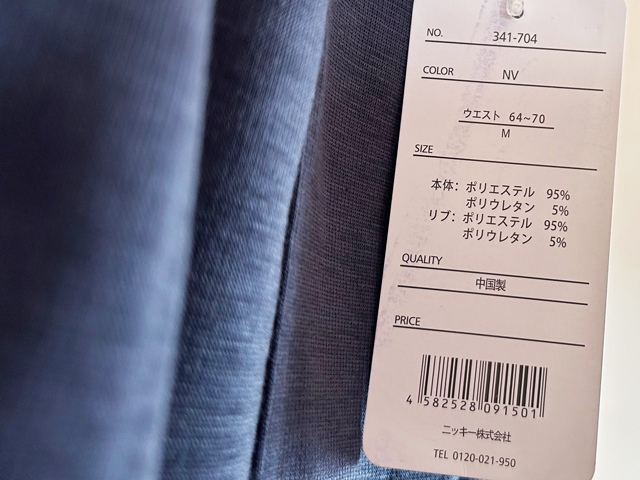 NO. 341-704
COLOR NV
ウエスト 64~70
M
SIZE
本体: ポリエステル 95%
ポリウレタン 5%
リブ: ポリエステル 95%
ポリウレタン 5%
QUALITY
中国製
PRICE
4 582528 091501
ニッキー株式会社
TEL 0120-021-950